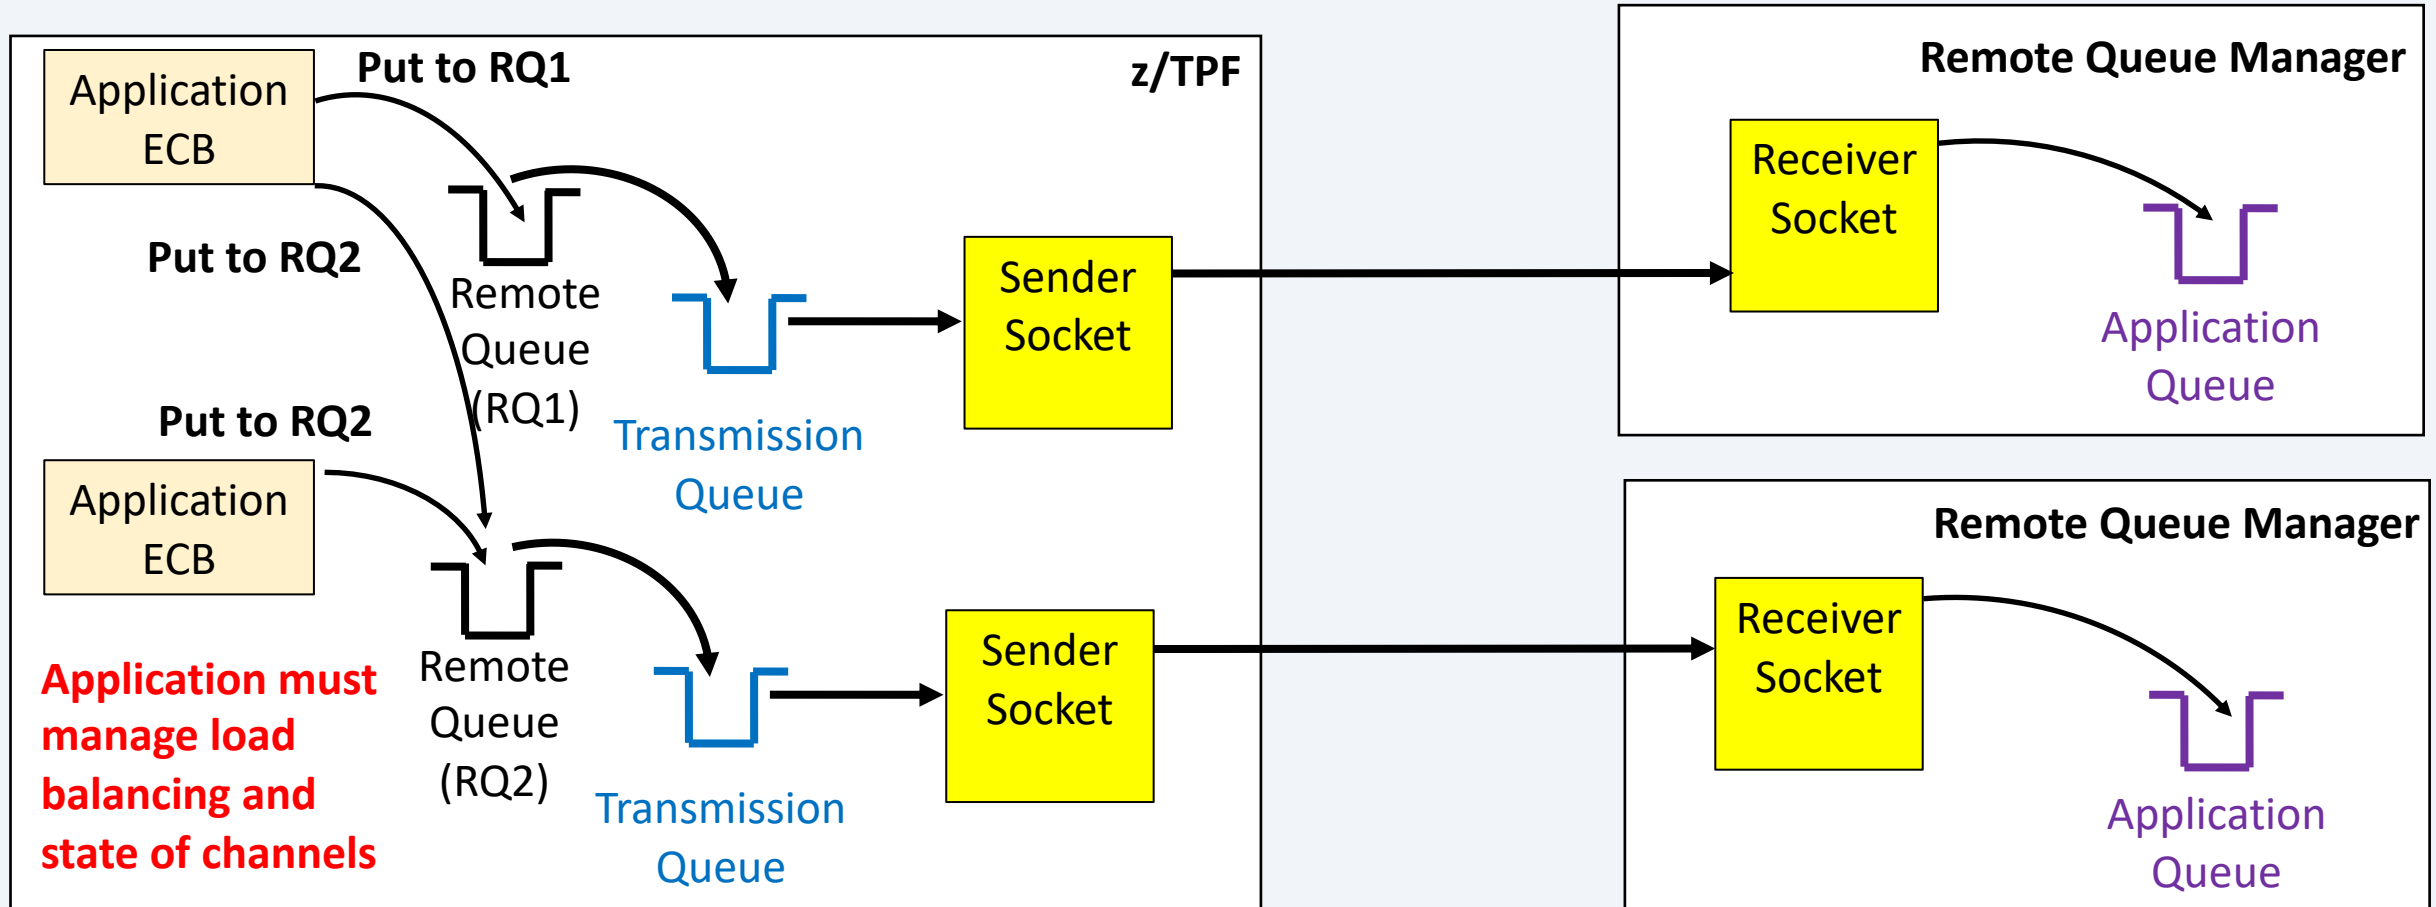 Application
ECB
Put to RQ1
z/TPF
Put to RQ2
Remote
Queue
(RQ1)
Transmission
Queue
Sender
Socket
Remote Queue Manager
Receiver
Socket
Application
Queue
Put to RQ2
Application
ECB
Application must
manage load
balancing and
state of channels
Remote
Queue
(RQ2)
Transmission
Queue
Sender
Socket
Remote Queue Manager
Receiver
Socket
Application
Queue